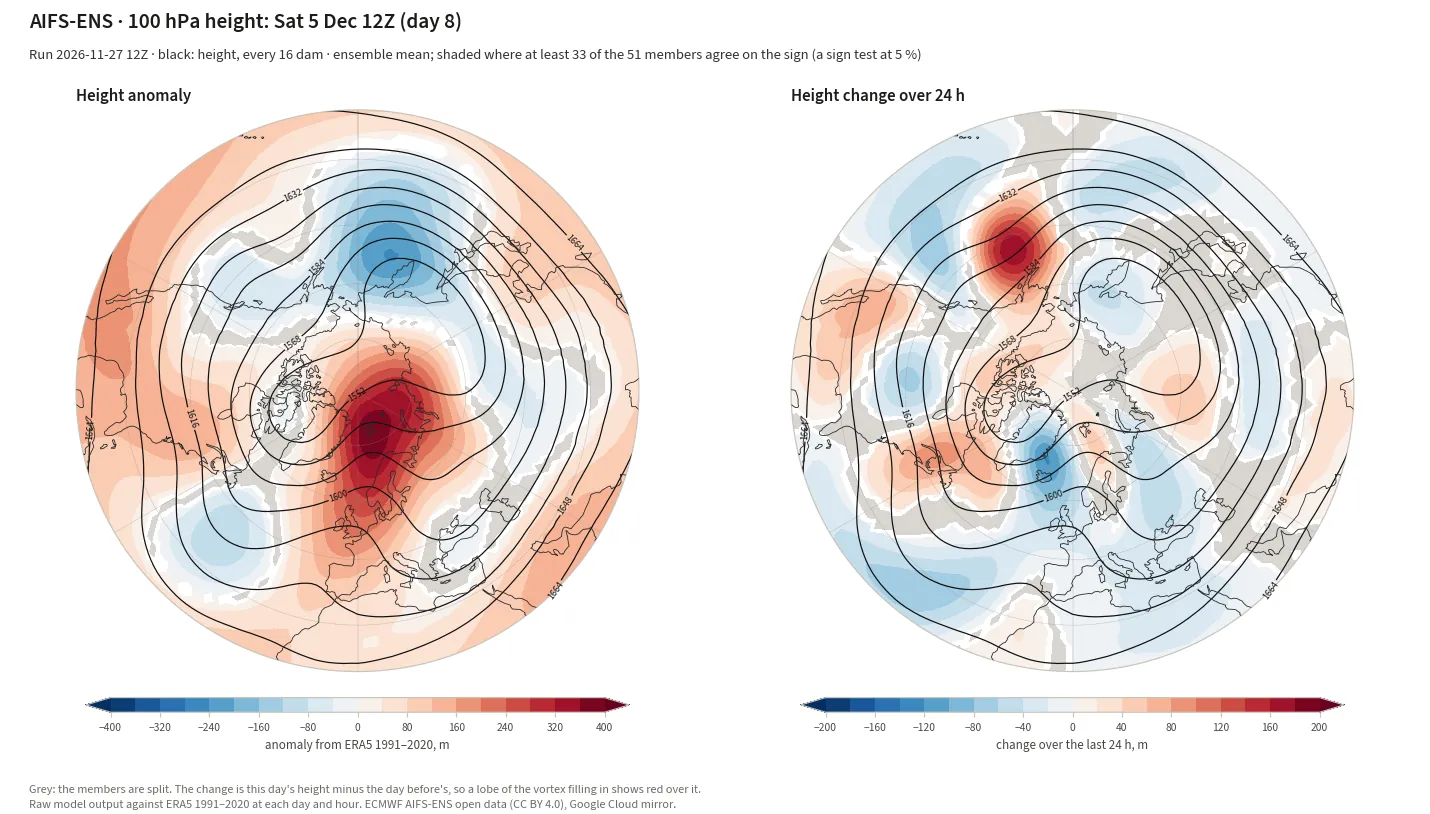 AIFS-ENS · 100 hPa height: Sat 5 Dec 12Z (day 8)
Run 2026-11-27 12Z · black: height, every 16 dam · ensemble mean; shaded where at least 33 of the 51 members agree on the sign (a sign test at 5 %)
Height anomaly
Height change over 24 h
1632
1664
1584
1568
1552
1616
1664
1600
1648
1664
1632
1664
1584
1568
1552
1616
1664
1600
1648
1664
−400 −320 −240 −160 −80 0 80 160 240 320 400
anomaly from ERA5 1991–2020, m
−200 −160 −120 −80 −40 0 40 80 120 160 200
change over the last 24 h, m
Grey: the members are split. The change is this day's height minus the day before's, so a lobe of the vortex filling in shows red over it.
Raw model output against ERA5 1991–2020 at each day and hour. ECMWF AIFS-ENS open data (CC BY 4.0), Google Cloud mirror.